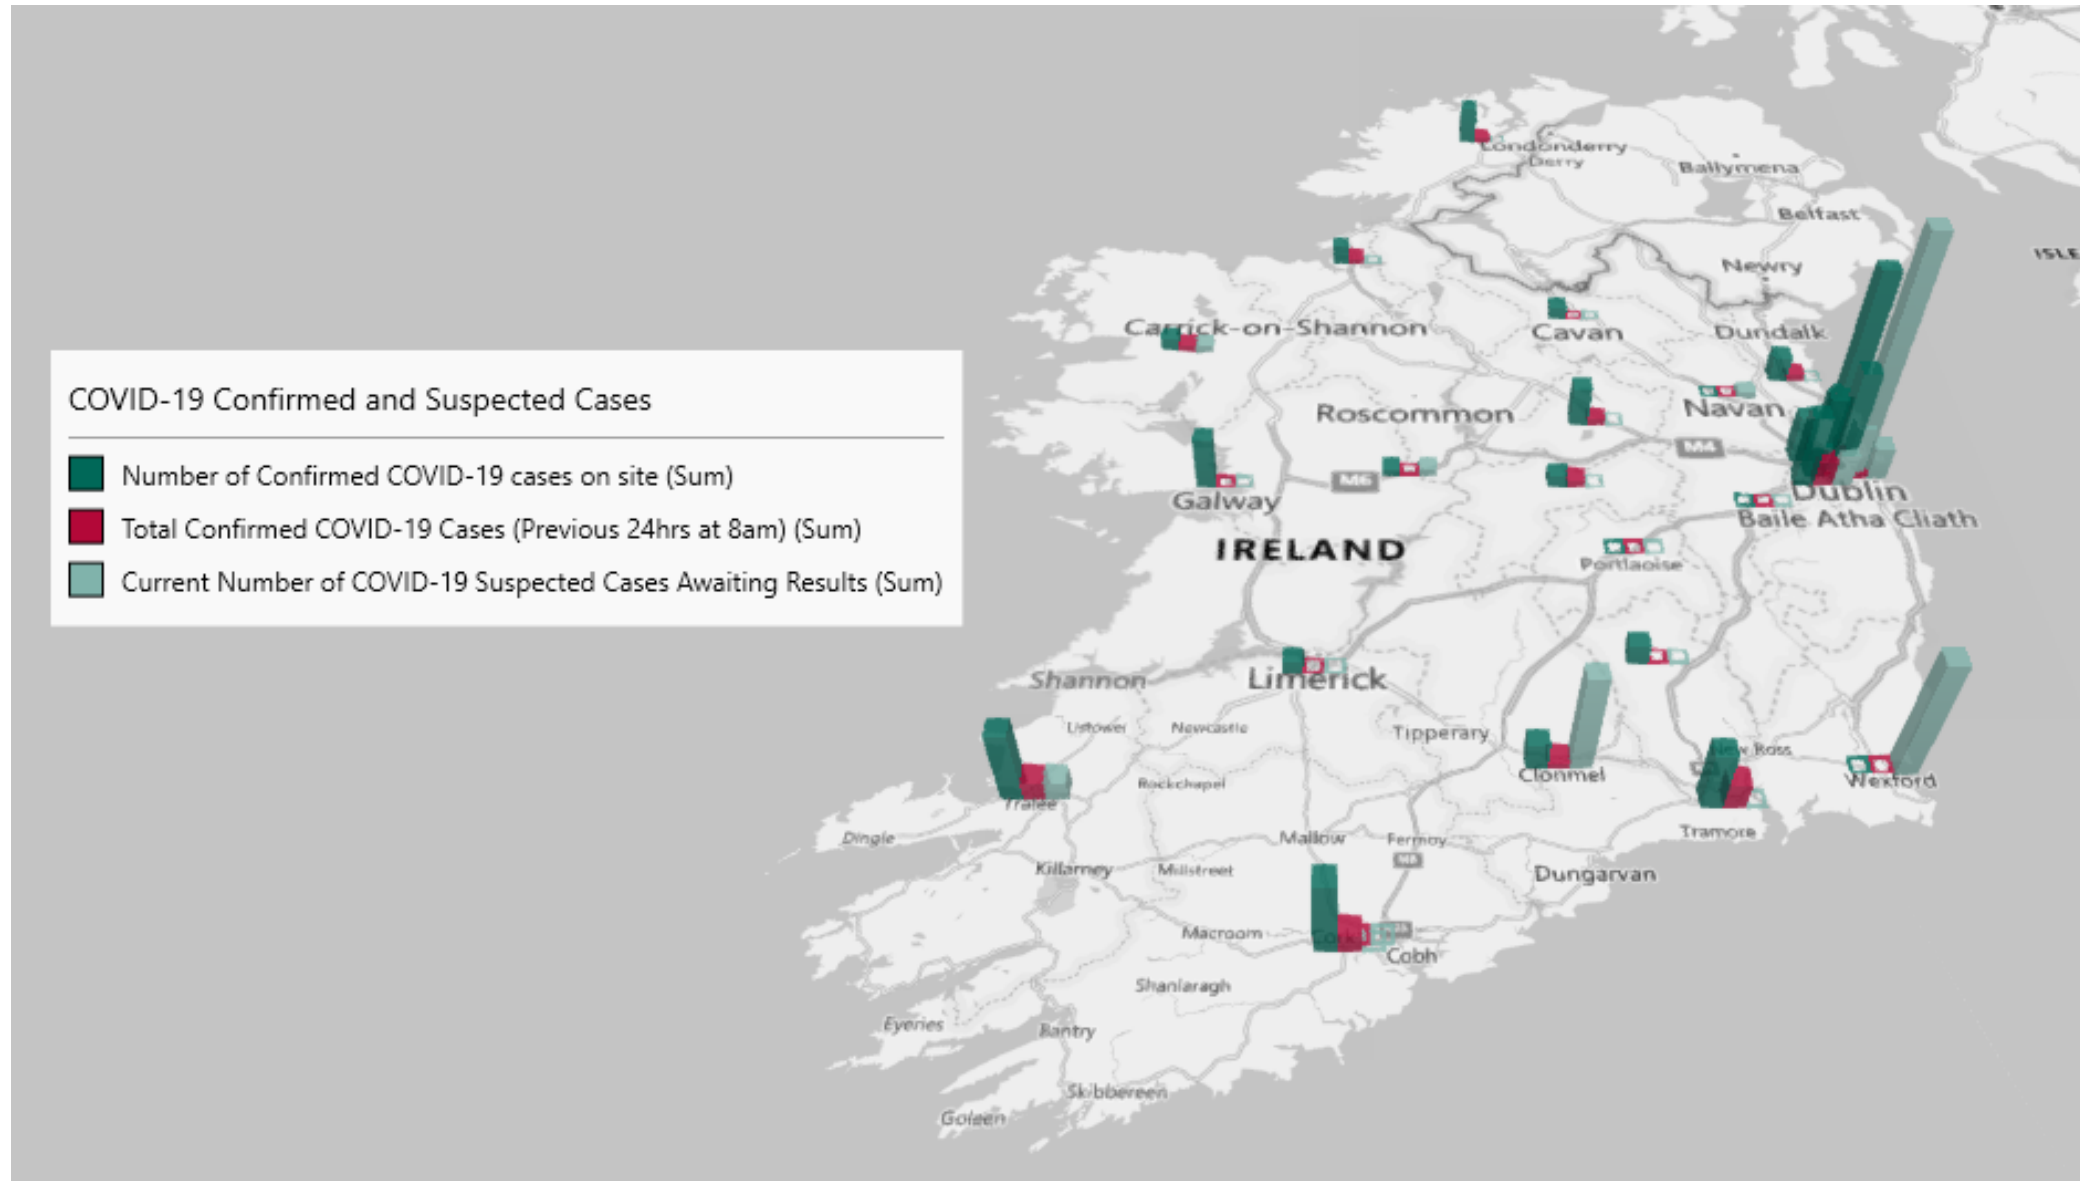 COVID-19 Confirmed and Suspected Cases
Number of Confirmed COVID-19 cases on site (Sum)
Total Confirmed COVID-19 Cases (Previous 24hrs at 8am) (Sum)
Current Number of COVID-19 Suspected Cases Awaiting Results (Sum)
Londonderry
Derry
Ballymena
Belfast
ISLE
Newry
Carrick-on-Shannon
Cavan
Dundalk
Roscommon
Navan
M4
M6
Galway
Dublin
Baile Atha Cliath
IRELAND
Portlaoise
Shannon
Limerick
Listower
Newcastle
Tipperary
New Ross
Clonmel
Wexford
Rockchapel
Tralee
Tramore
Dingle
Mallow
Fermoy
M8
Killarney
Millstreet
Dungarvan
Macroom
Cork
Cobh
Shanlaragh
Eyeries
Bantry
Skibbereen
Goleen